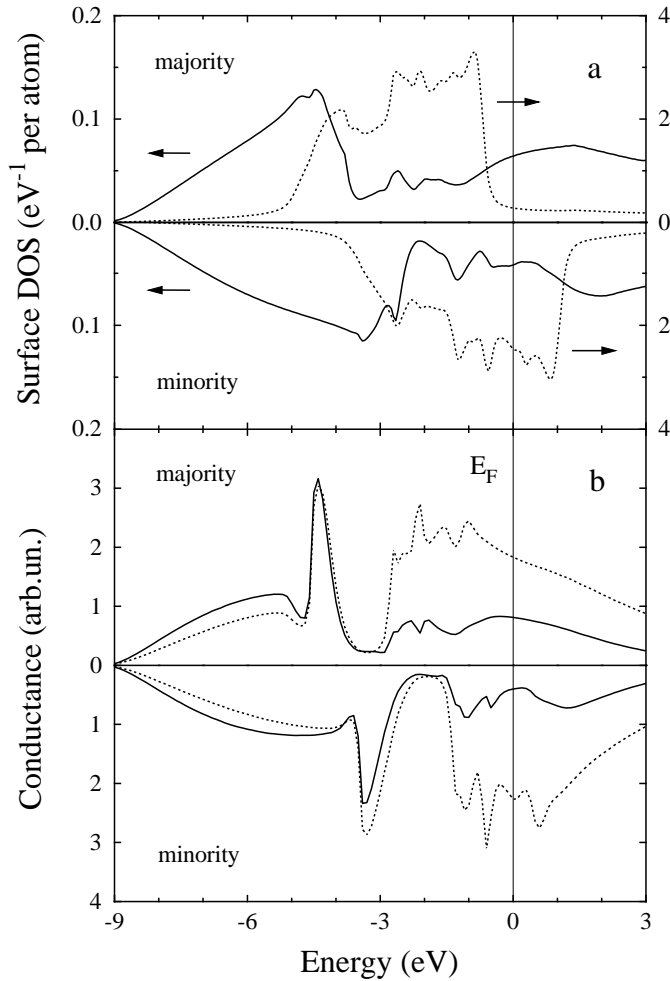 0.2
4
majority
a
0.1
2
0.0
0
0.1
2
minority
0.2
4
Surface DOS (eV⁻¹ per atom)
majority
E_F
b
3
2
1
0
1
2
3
minority
4
Conductance (arb.un.)
-9
-6
-3
0
3
Energy (eV)